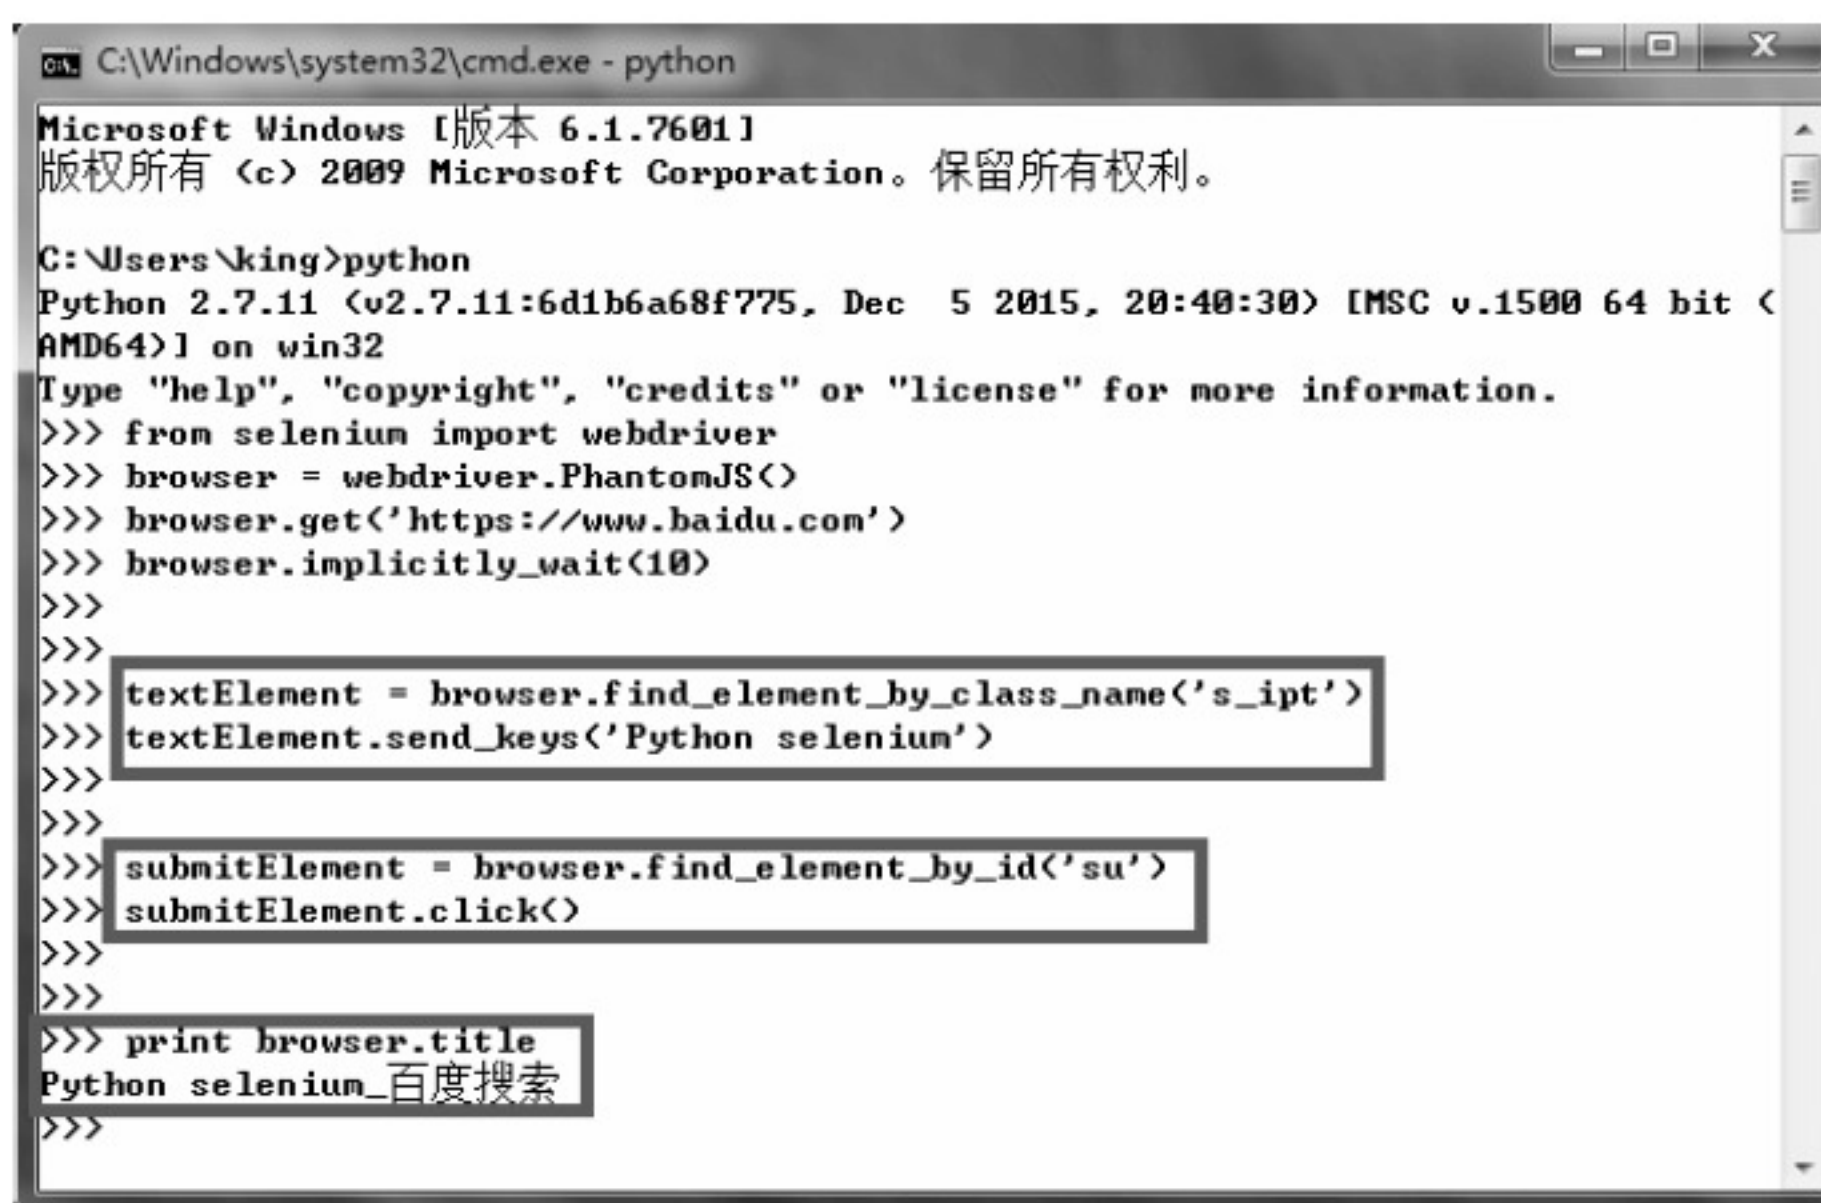 C:\Windows\system32\cmd.exe - python
Microsoft Windows [版本 6.1.7601]
版权所有 (c) 2009 Microsoft Corporation。保留所有权利。
C:\Users\king>python
Python 2.7.11 (v2.7.11:6d1b6a68f775, Dec  5 2015, 20:40:30) [MSC v.1500 64 bit (
AMD64)] on win32
Type "help", "copyright", "credits" or "license" for more information.
>>> from selenium import webdriver
>>> browser = webdriver.PhantomJS()
>>> browser.get('https://www.baidu.com')
>>> browser.implicitly_wait(10)
>>>
>>>
>>> textElement = browser.find_element_by_class_name('s_ipt')
>>> textElement.send_keys('Python selenium')
>>>
>>>
>>> submitElement = browser.find_element_by_id('su')
>>> submitElement.click()
>>>
>>>
>>> print browser.title
Python selenium_百度搜索
>>>